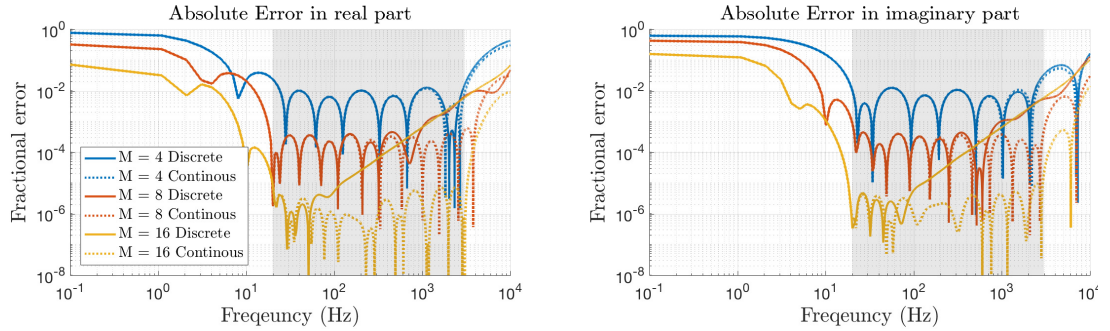 Absolute Error in real part
Fractional error
10^0
10^-2
10^-4
10^-6
10^-8
M = 4 Discrete
M = 4 Continous
M = 8 Discrete
M = 8 Continous
M = 16 Discrete
M = 16 Continous
10^-1
10^0
10^1
10^2
10^3
10^4
Freqeuncy (Hz)
Absolute Error in imaginary part
Fractional error
10^0
10^-2
10^-4
10^-6
10^-8
10^-1
10^0
10^1
10^2
10^3
10^4
Freqeuncy (Hz)